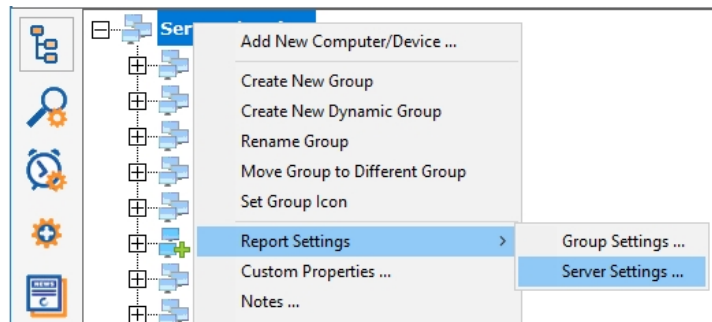 Add New Computer/Device ...
Create New Group
Create New Dynamic Group
Rename Group
Move Group to Different Group
Set Group Icon
Report Settings > Group Settings ...
Custom Properties ... Server Settings ...
Notes ...
NEWS